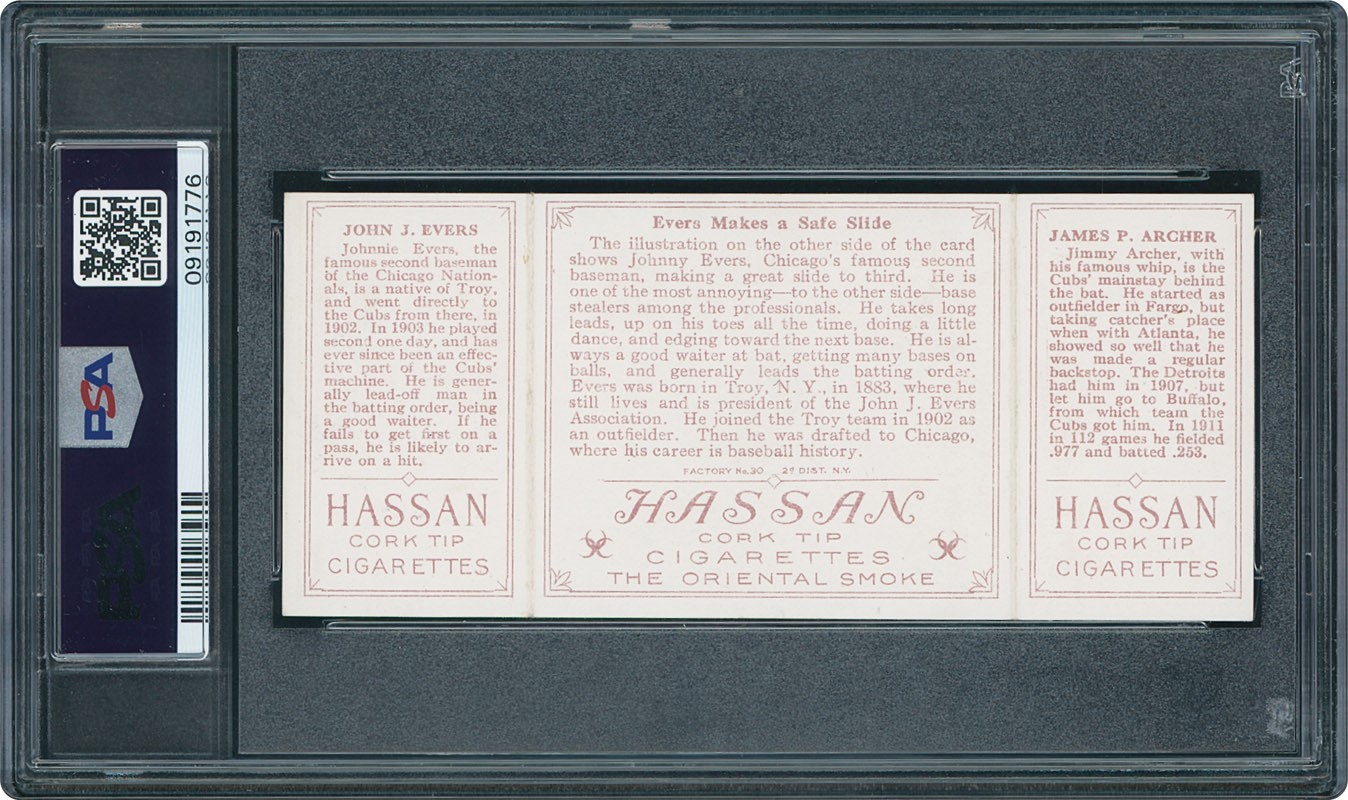 09191776
PSA
PSA
JOHN J. EVERS
Johnnie Evers, the
famous second baseman
of the Chicago Nation-
als, is a native of Troy,
and went directly to
the Cubs from there, in
1902. In 1903 he played
second one day, and has
ever since been an effec-
tive part of the Cubs'
machine. He is gener-
ally lead-off man in
the batting order, being
a good waiter. If he
fails to get first on a
pass, he is likely to ar-
rive on a hit.
HASSAN
CORK TIP
CIGARETTES
Evers Makes a Safe Slide
The illustration on the other side of the card
shows Johnny Evers, Chicago's famous second
baseman, making a great slide to third. He is
one of the most annoying—to the other side—base
stealers among the professionals. He takes long
leads, up on his toes all the time, doing a little
dance, and edging toward the next base. He is al-
ways a good waiter at bat, getting many bases on
balls, and generally leads the batting order.
Evers was born in Troy, N. Y., in 1883, where he
still lives and is president of the John J. Evers
Association. He joined the Troy team in 1902 as
an outfielder. Then he was drafted to Chicago,
where his career is baseball history.
FACTORY No. 30 2d DIST. N.Y.
HASSAN
CORK TIP
CIGARETTES
THE ORIENTAL SMOKE
JAMES P. ARCHER
Jimmy Archer, with
his famous whip, is the
Cubs' mainstay behind
the bat. He started as
outfielder in Fargo, but
taking catcher's place
when with Atlanta, he
showed so well that he
was made a regular
backstop. The Detroits
had him in 1907, but
let him go to Buffalo,
from which team the
Cubs got him. In 1911
in 112 games he fielded
.977 and batted .253.
HASSAN
CORK TIP
CIGARETTES